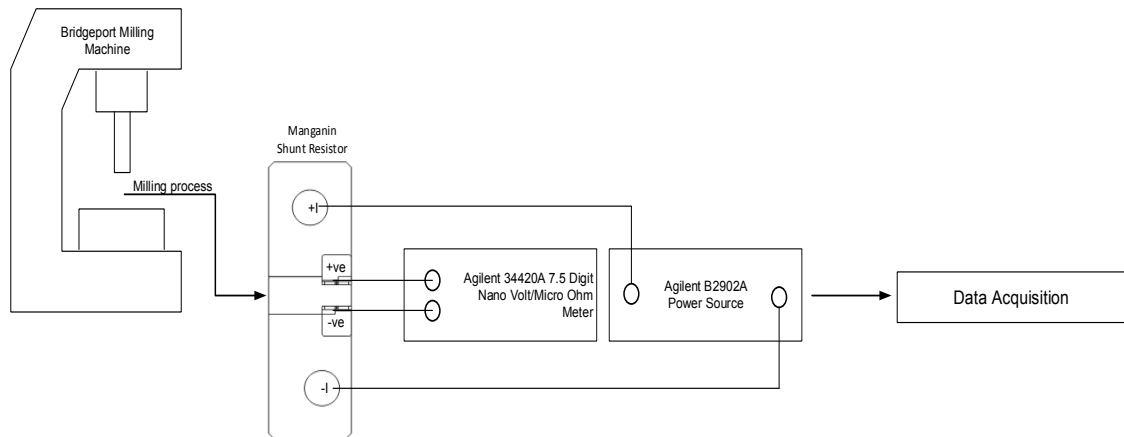 Bridgeport Milling
Machine
Manganin
Shunt Resistor
Milling process
+I
+ve
-ve
-I
Agilent 34420A 7.5 Digit
Nano Volt/Micro Ohm
Meter
Agilent B2902A
Power Source
Data Acquisition